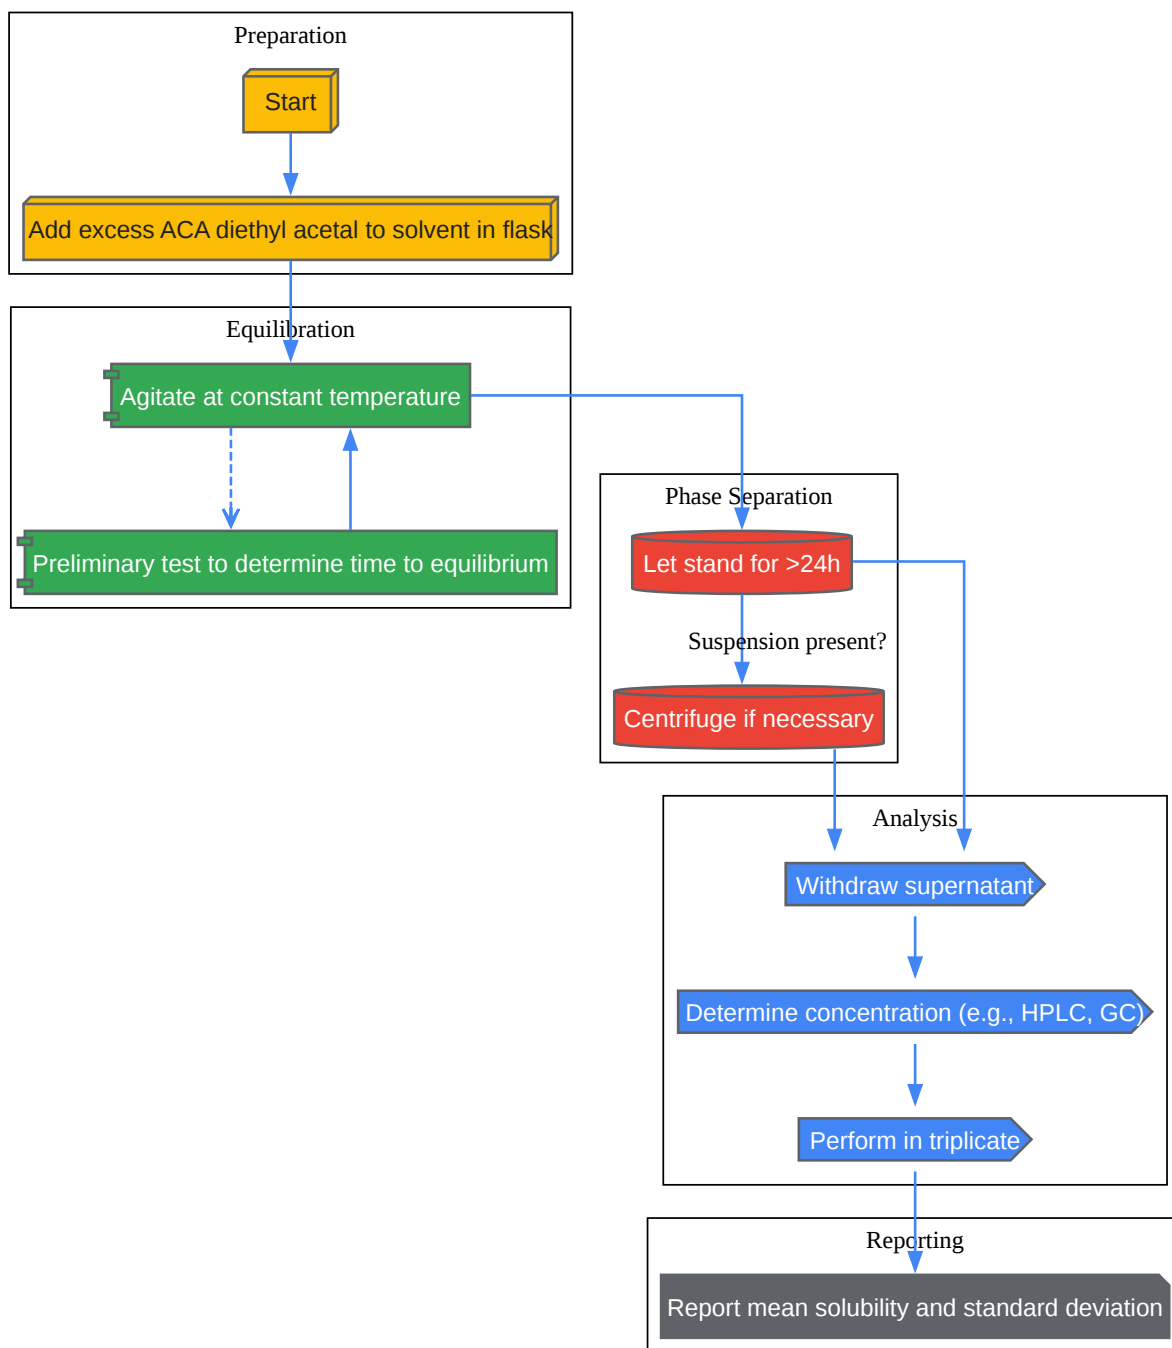 Preparation
Start
Add excess ACA diethyl acetal to solvent in flask
Equilibration
Agitate at constant temperature
Preliminary test to determine time to equilibrium
Phase Separation
Let stand for >24h
Suspension present?
Centrifuge if necessary
Analysis
Withdraw supernatant
Determine concentration (e.g., HPLC, GC)
Perform in triplicate
Reporting
Report mean solubility and standard deviation